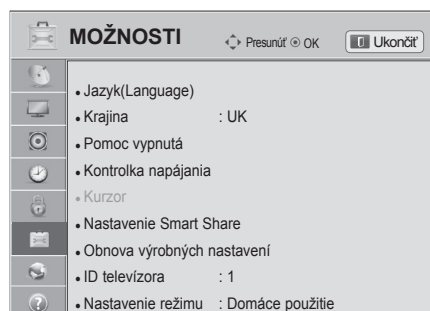 MOŽNOSTI
Presunúť OK
Ukončiť
• Jazyk(Language)
• Krajina : UK
• Pomoc vypnutá
• Kontrolka napájania
• Kurzor
• Nastavenie Smart Share
• Obnova výrobných nastavení
• ID televízora : 1
• Nastavenie režimu : Domáce použitie